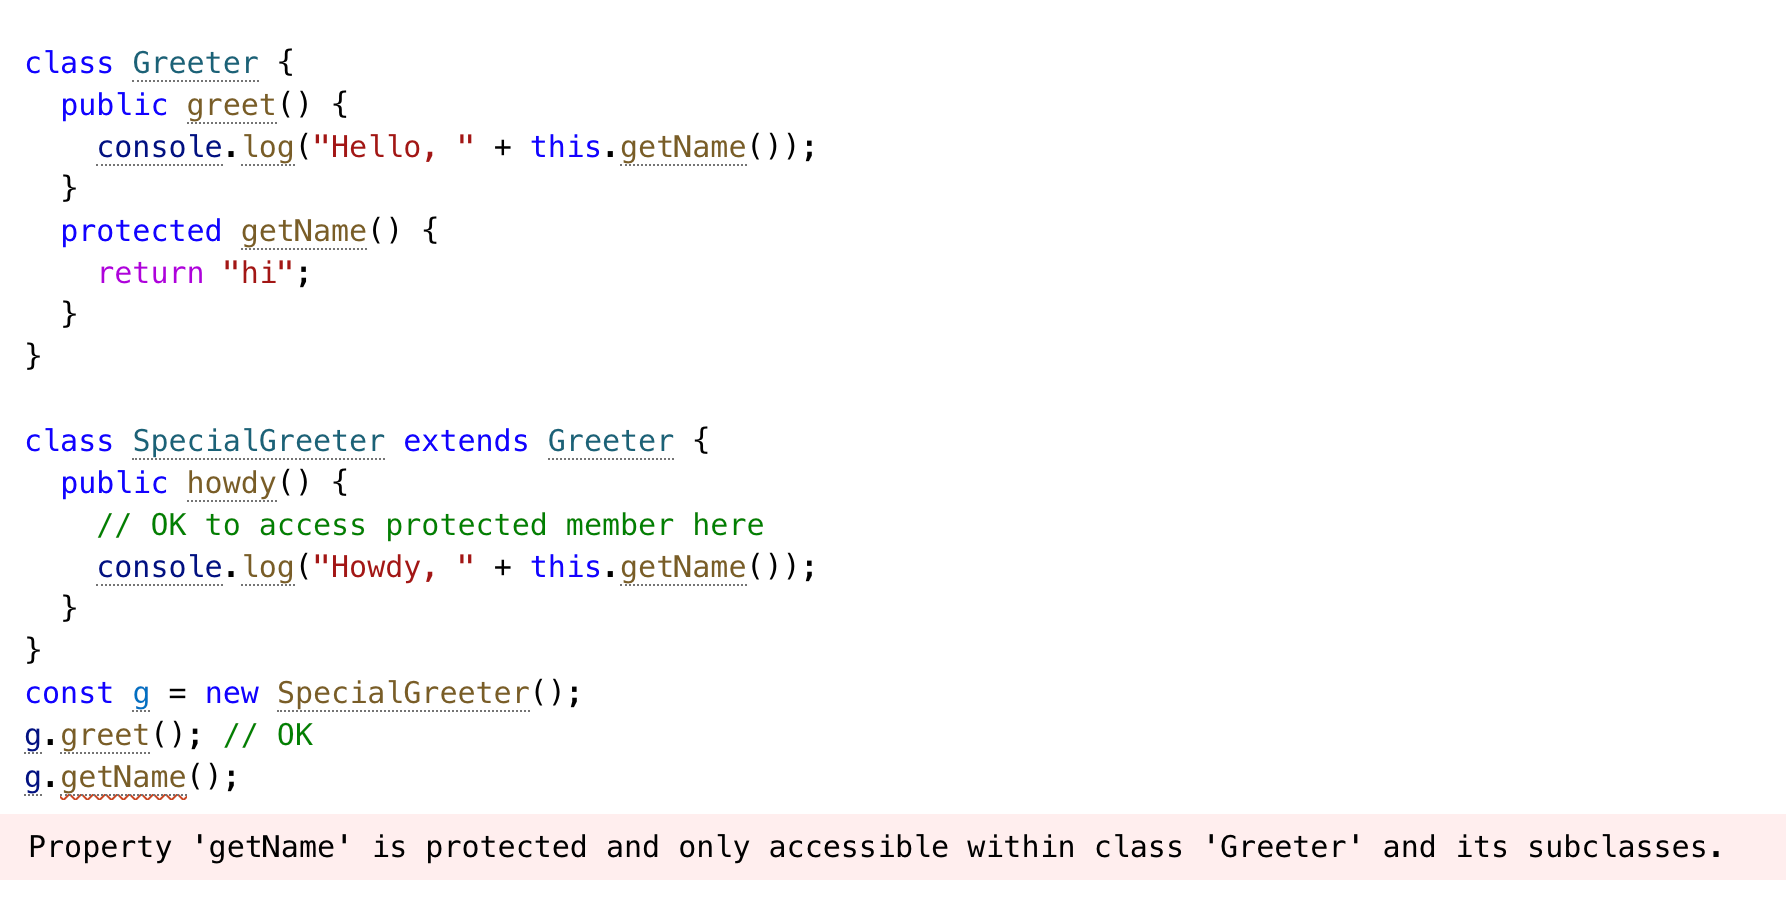 class Greeter {
  public greet() {
    console.log("Hello, " + this.getName());
  }
  protected getName() {
    return "hi";
  }
}

class SpecialGreeter extends Greeter {
  public howdy() {
    // OK to access protected member here
    console.log("Howdy, " + this.getName());
  }
}
const g = new SpecialGreeter();
g.greet(); // OK
g.getName();
Property 'getName' is protected and only accessible within class 'Greeter' and its subclasses.